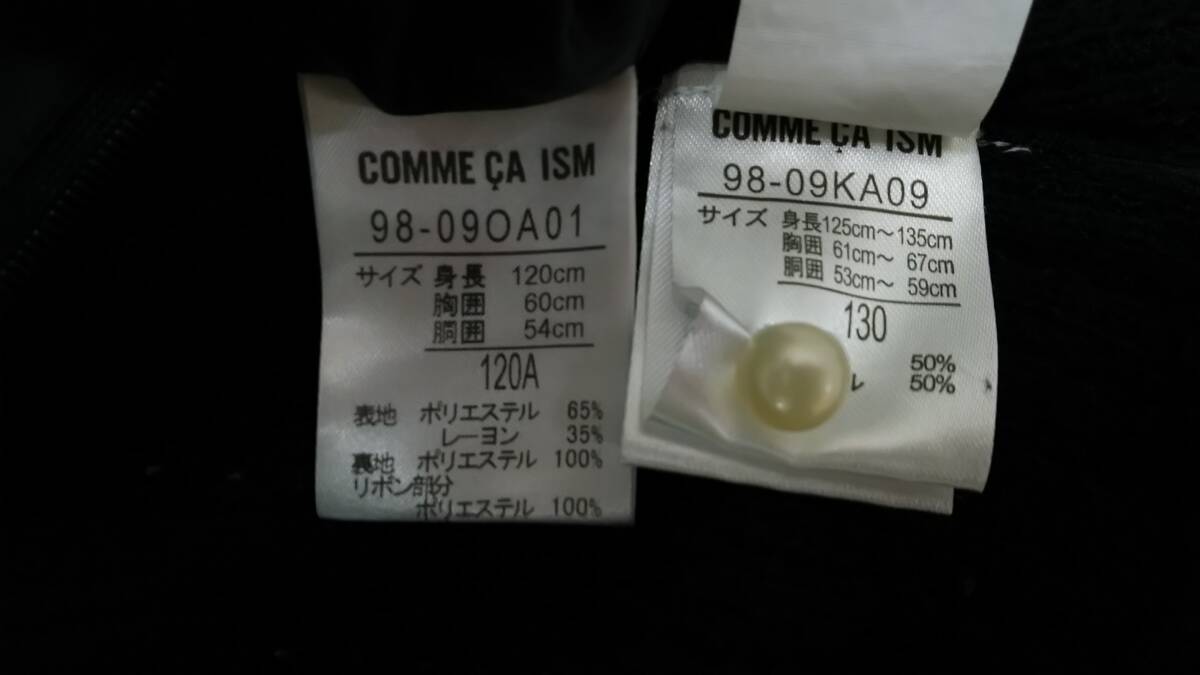 COMME ÇA ISM
98-09OA01
サイズ 身長 120cm
胸囲 60cm
胴囲 54cm
120A
表地 ポリエステル 65%
レーヨン 35%
裏地 ポリエステル 100%
リボン部分
ポリエステル 100%
COMME ÇA ISM
98-09KA09
サイズ 身長125cm〜135cm
胸囲 61cm〜 67cm
胴囲 53cm〜 59cm
130
50%
ル 50%